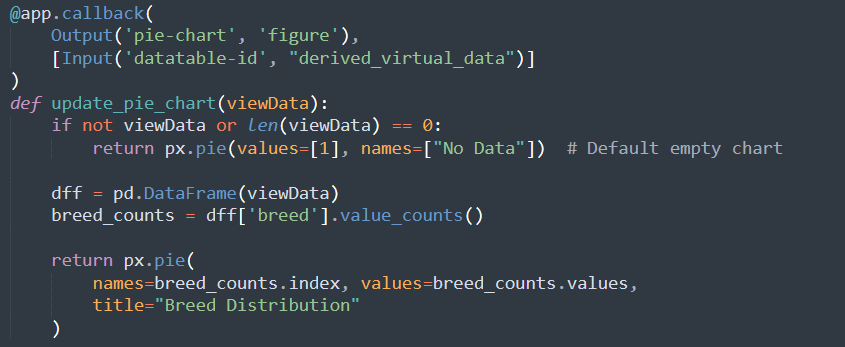 @app.callback(
    Output('pie-chart', 'figure'),
    [Input('datatable-id', "derived_virtual_data")]
)
def update_pie_chart(viewData):
    if not viewData or len(viewData) == 0:
        return px.pie(values=[1], names=["No Data"])  # Default empty chart

    dff = pd.DataFrame(viewData)
    breed_counts = dff['breed'].value_counts()

    return px.pie(
        names=breed_counts.index, values=breed_counts.values,
        title="Breed Distribution"
    )